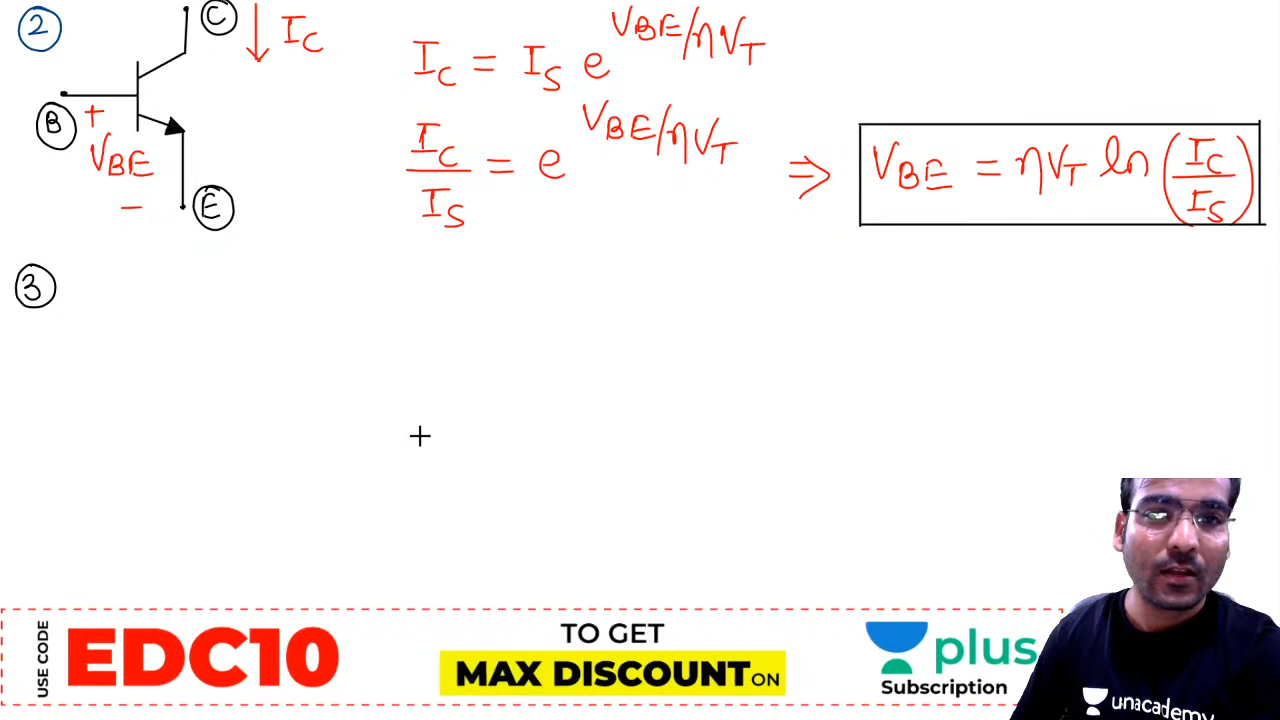 2
C
I_C
B
+
V_BE
-
E
I_C = I_S e^{V_BE/ηV_T}
I_C/I_S = e^{V_BE/ηV_T} ⇒ V_BE = ηV_T ln(I_C/I_S)
3
USE CODE
EDC10
TO GET
MAX DISCOUNT ON
plus
Subscription
unacademy